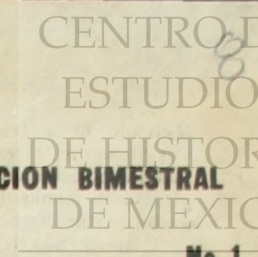 CENTRO D
ESTUDIO
DE HISTOR
CION BIMESTRAL
DE MEXIC
No 1